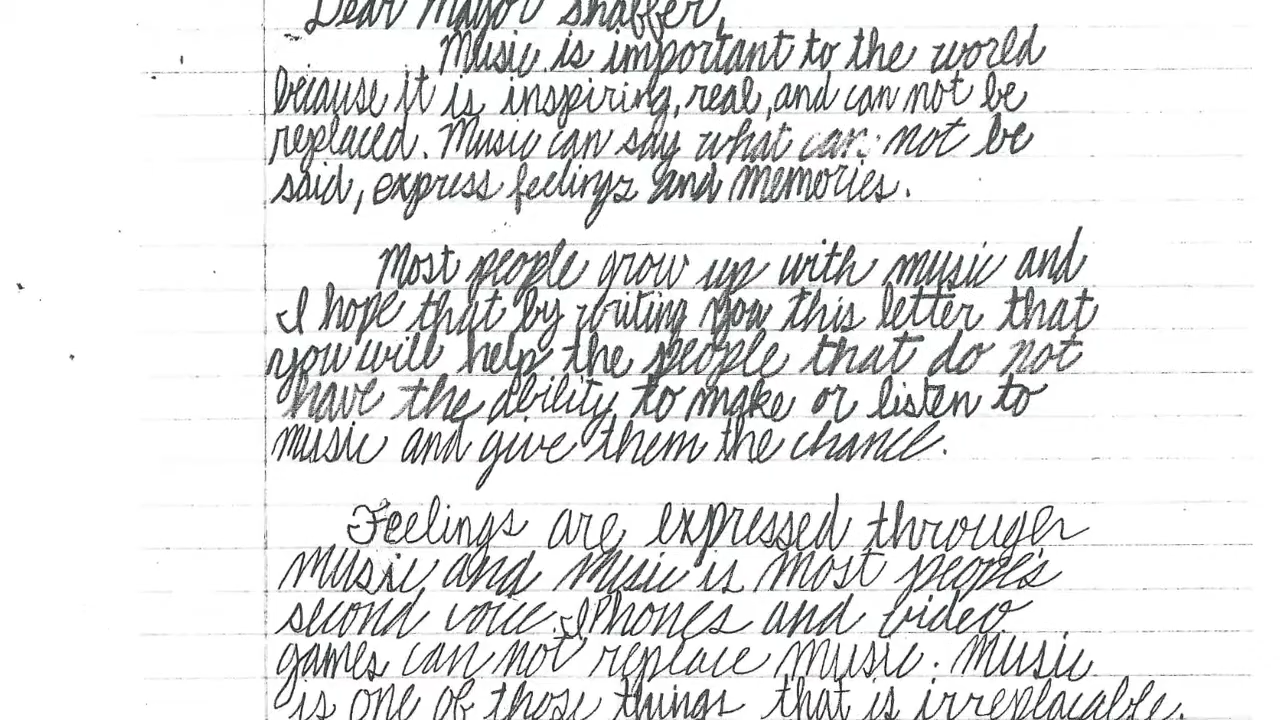 Dear Mayor Shaffer,
Music is important to the world
because it is inspiring, real, and can not be
replaced. Music can say what can not be
said, express feelings and memories.
Most people grow up with music and
I hope that by writing you this letter that
you will help the people that do not
have the ability to make or listen to
music and give them the chance.
Feelings are expressed through
music and music is most people's
second voice. IPhones and video
games can not replace music. Music
is one of those things that is irreplacable.